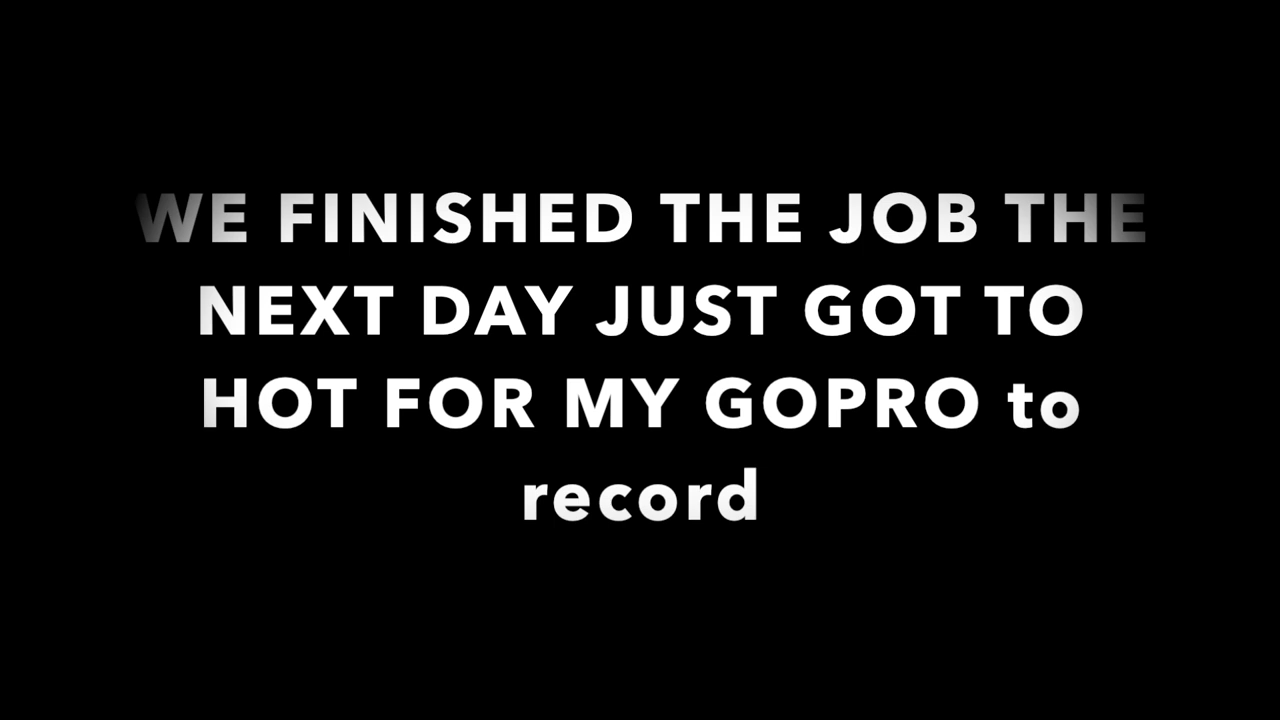 WE FINISHED THE JOB THE
NEXT DAY JUST GOT TO
HOT FOR MY GOPRO to
record